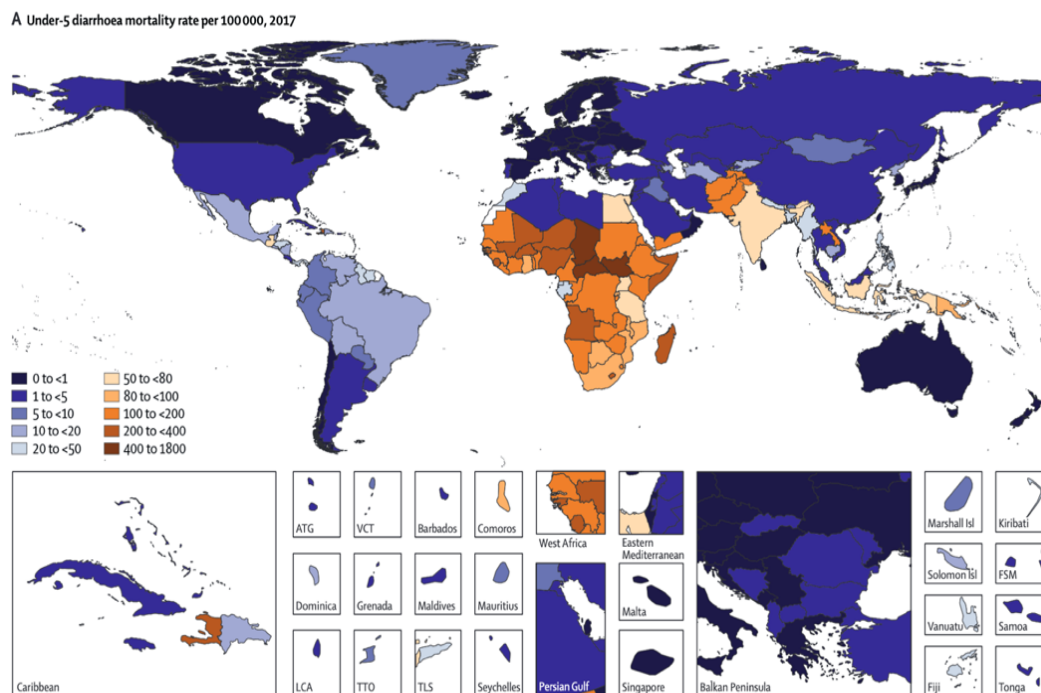 A Under-5 diarrhoea mortality rate per 100 000, 2017
0 to <1
1 to <5
5 to <10
10 to <20
20 to <50
50 to <80
80 to <100
100 to <200
200 to <400
400 to 1800
Caribbean
ATG
VCT
Barbados
Comoros
Dominica
Grenada
Maldives
Mauritius
LCA
TTO
TLS
Seychelles
West Africa
Eastern
Mediterranean
Persian Gulf
Malta
Singapore
Balkan Peninsula
Marshall Isl
Kiribati
Solomon Isl
FSM
Vanuatu
Samoa
Fiji
Tonga